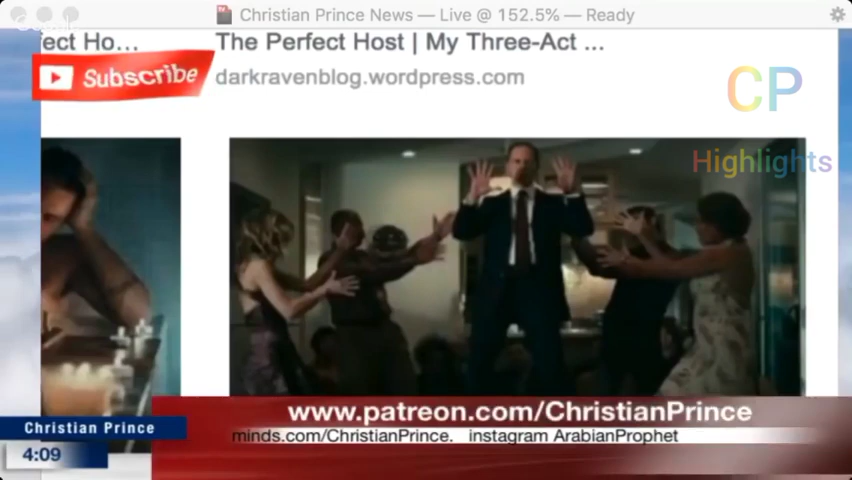 Christian Prince News — Live @ 152.5% — Ready
ect Ho...
The Perfect Host | My Three-Act ...
Subscribe
darkravenblog.wordpress.com
CP
Highlights
www.patreon.com/ChristianPrince
Christian Prince
minds.com/ChristianPrince. instagram ArabianProphet
4:09